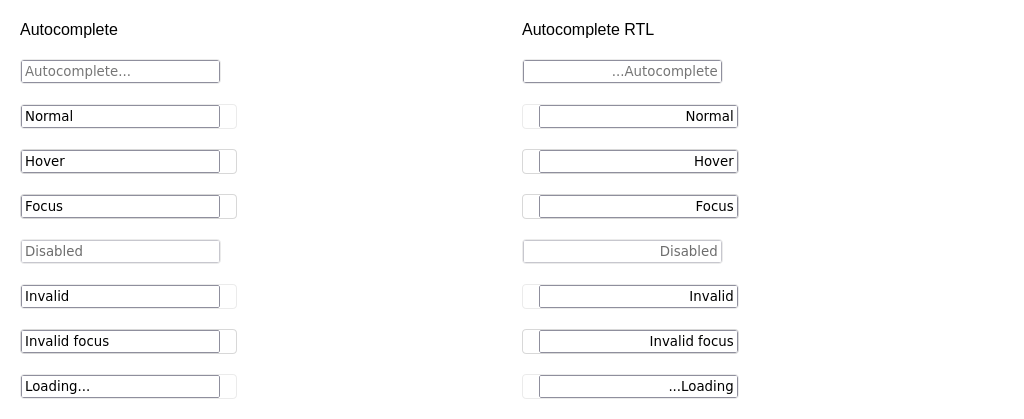 Autocomplete
Autocomplete...
Normal
Hover
Focus
Disabled
Invalid
Invalid focus
Loading...
Autocomplete RTL
...Autocomplete
Normal
Hover
Focus
Disabled
Invalid
Invalid focus
...Loading